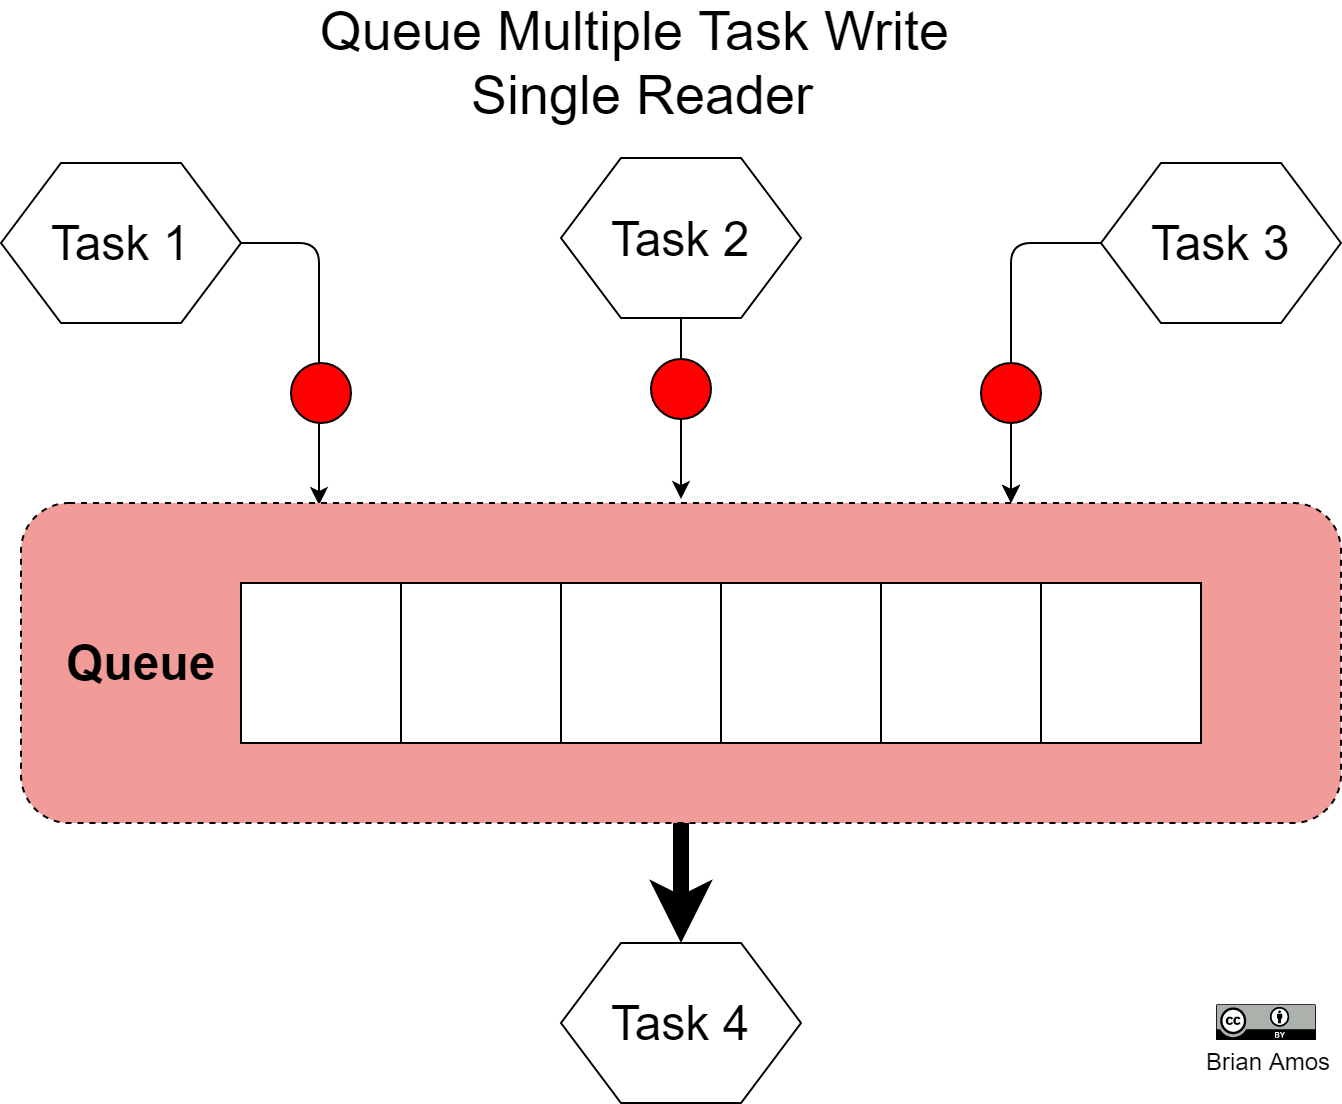 Queue Multiple Task Write
Single Reader
Task 1
Task 2
Task 3
Queue
Task 4
cc
BY
Brian Amos